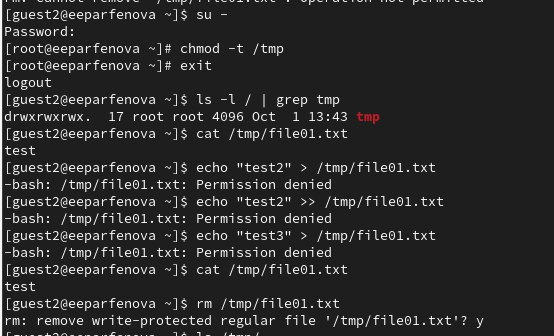 rm: cannot remove '/tmp/file01.txt': Operation not permitted
[guest2@eeparfenova ~]$ su -
Password:
[root@eeparfenova ~]# chmod -t /tmp
[root@eeparfenova ~]# exit
logout
[guest2@eeparfenova ~]$ ls -l / | grep tmp
drwxrwxrwx.  17 root root 4096 Oct  1 13:43 tmp
[guest2@eeparfenova ~]$ cat /tmp/file01.txt
test
[guest2@eeparfenova ~]$ echo "test2" > /tmp/file01.txt
-bash: /tmp/file01.txt: Permission denied
[guest2@eeparfenova ~]$ echo "test2" >> /tmp/file01.txt
-bash: /tmp/file01.txt: Permission denied
[guest2@eeparfenova ~]$ echo "test3" > /tmp/file01.txt
-bash: /tmp/file01.txt: Permission denied
[guest2@eeparfenova ~]$ cat /tmp/file01.txt
test
[guest2@eeparfenova ~]$ rm /tmp/file01.txt
rm: remove write-protected regular file '/tmp/file01.txt'? y
[guest2@eeparfenova ~]$ ls /tmp/